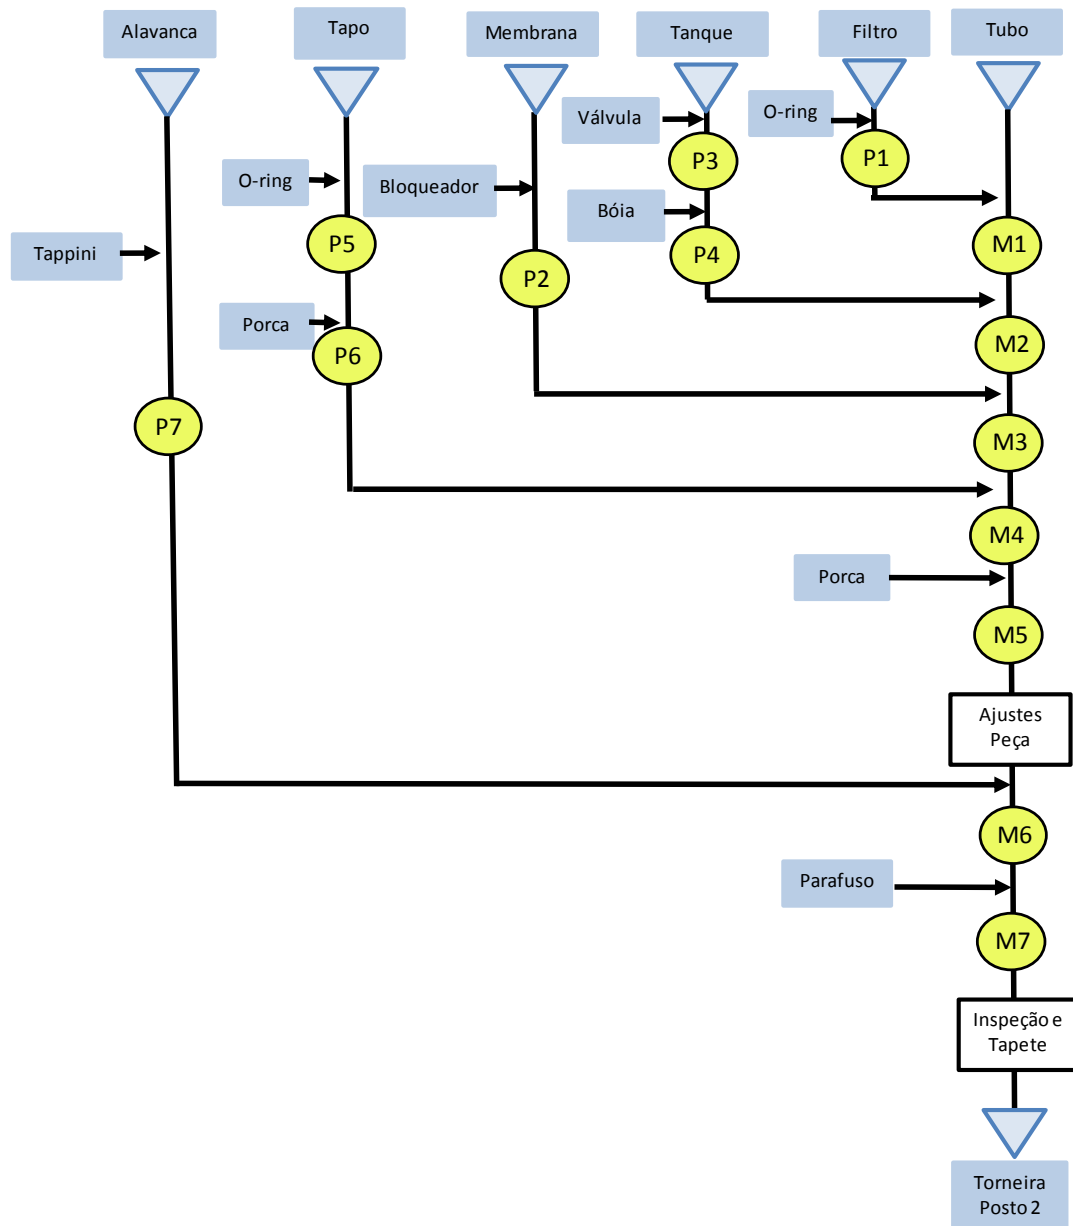 Alavanca
Tapo
Membrana
Tanque
Filtro
Tubo
Válvula
O-ring
P3
P1
O-ring
Bloqueador
Bóia
Tappini
P5
P2
P4
M1
Porca
P6
M2
P7
M3
M4
Porca
M5
Ajustes
Peça
M6
Parafuso
M7
Inspeção e
Tapete
Torneira
Posto 2